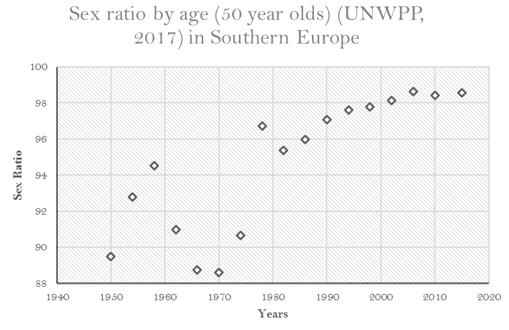 Sex ratio by age (50 year olds) (UNWPP,
2017) in Southern Europe
100
98
96
94
92
90
88
Sex Ratio
1940 1950 1960 1970 1980 1990 2000 2010 2020
Years